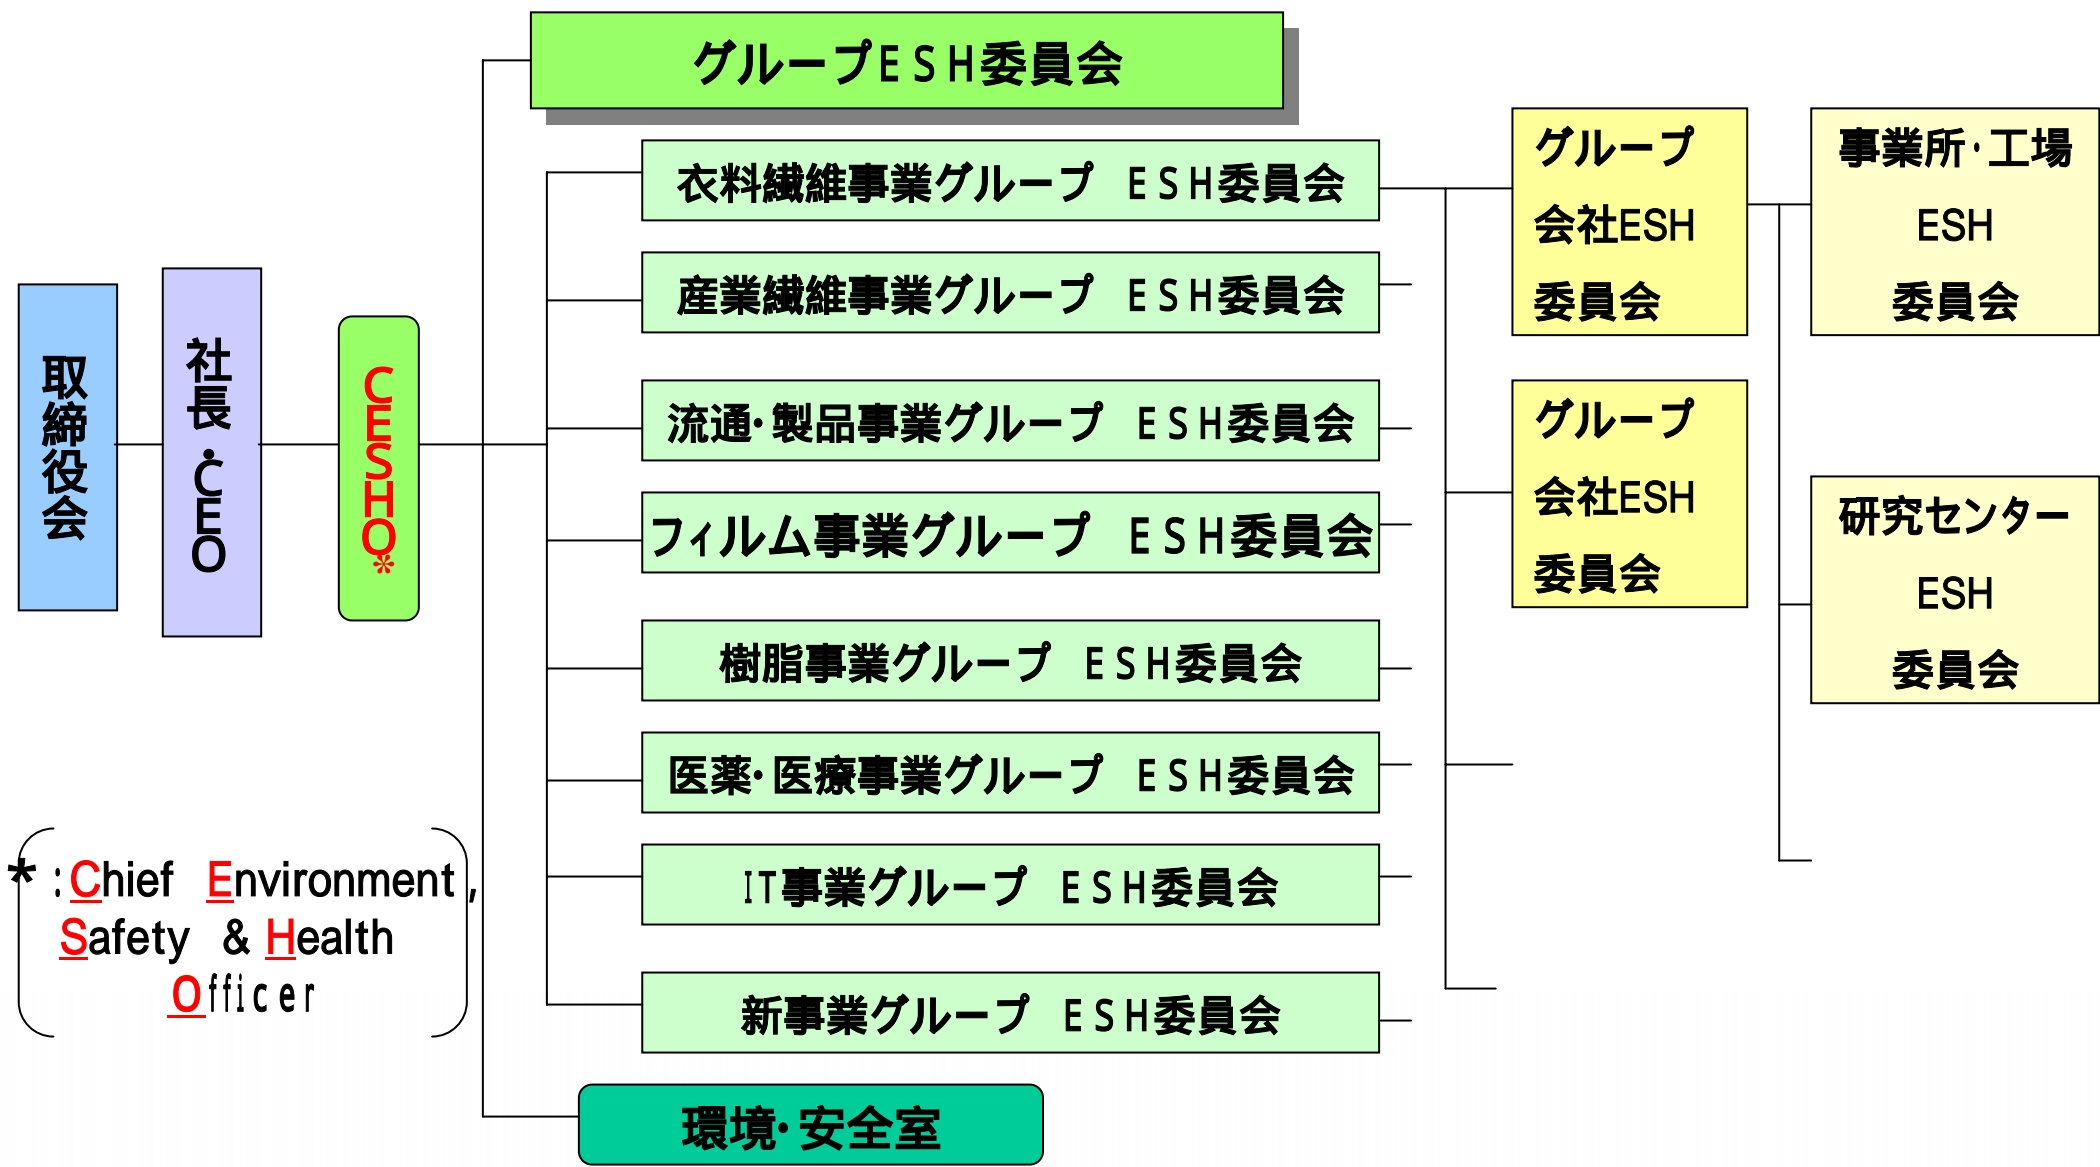 グループESH委員会
衣料繊維事業グループ ESH委員会
産業繊維事業グループ ESH委員会
流通・製品事業グループ ESH委員会
フィルム事業グループ ESH委員会
樹脂事業グループ ESH委員会
医薬・医療事業グループ ESH委員会
IT事業グループ ESH委員会
新事業グループ ESH委員会
環境・安全室
取締役会
社長・CEO
CESHO*
グループ
会社ESH
委員会
グループ
会社ESH
委員会
事業所・工場
ESH
委員会
研究センター
ESH
委員会
*:Chief Environment,
Safety & Health
Officer